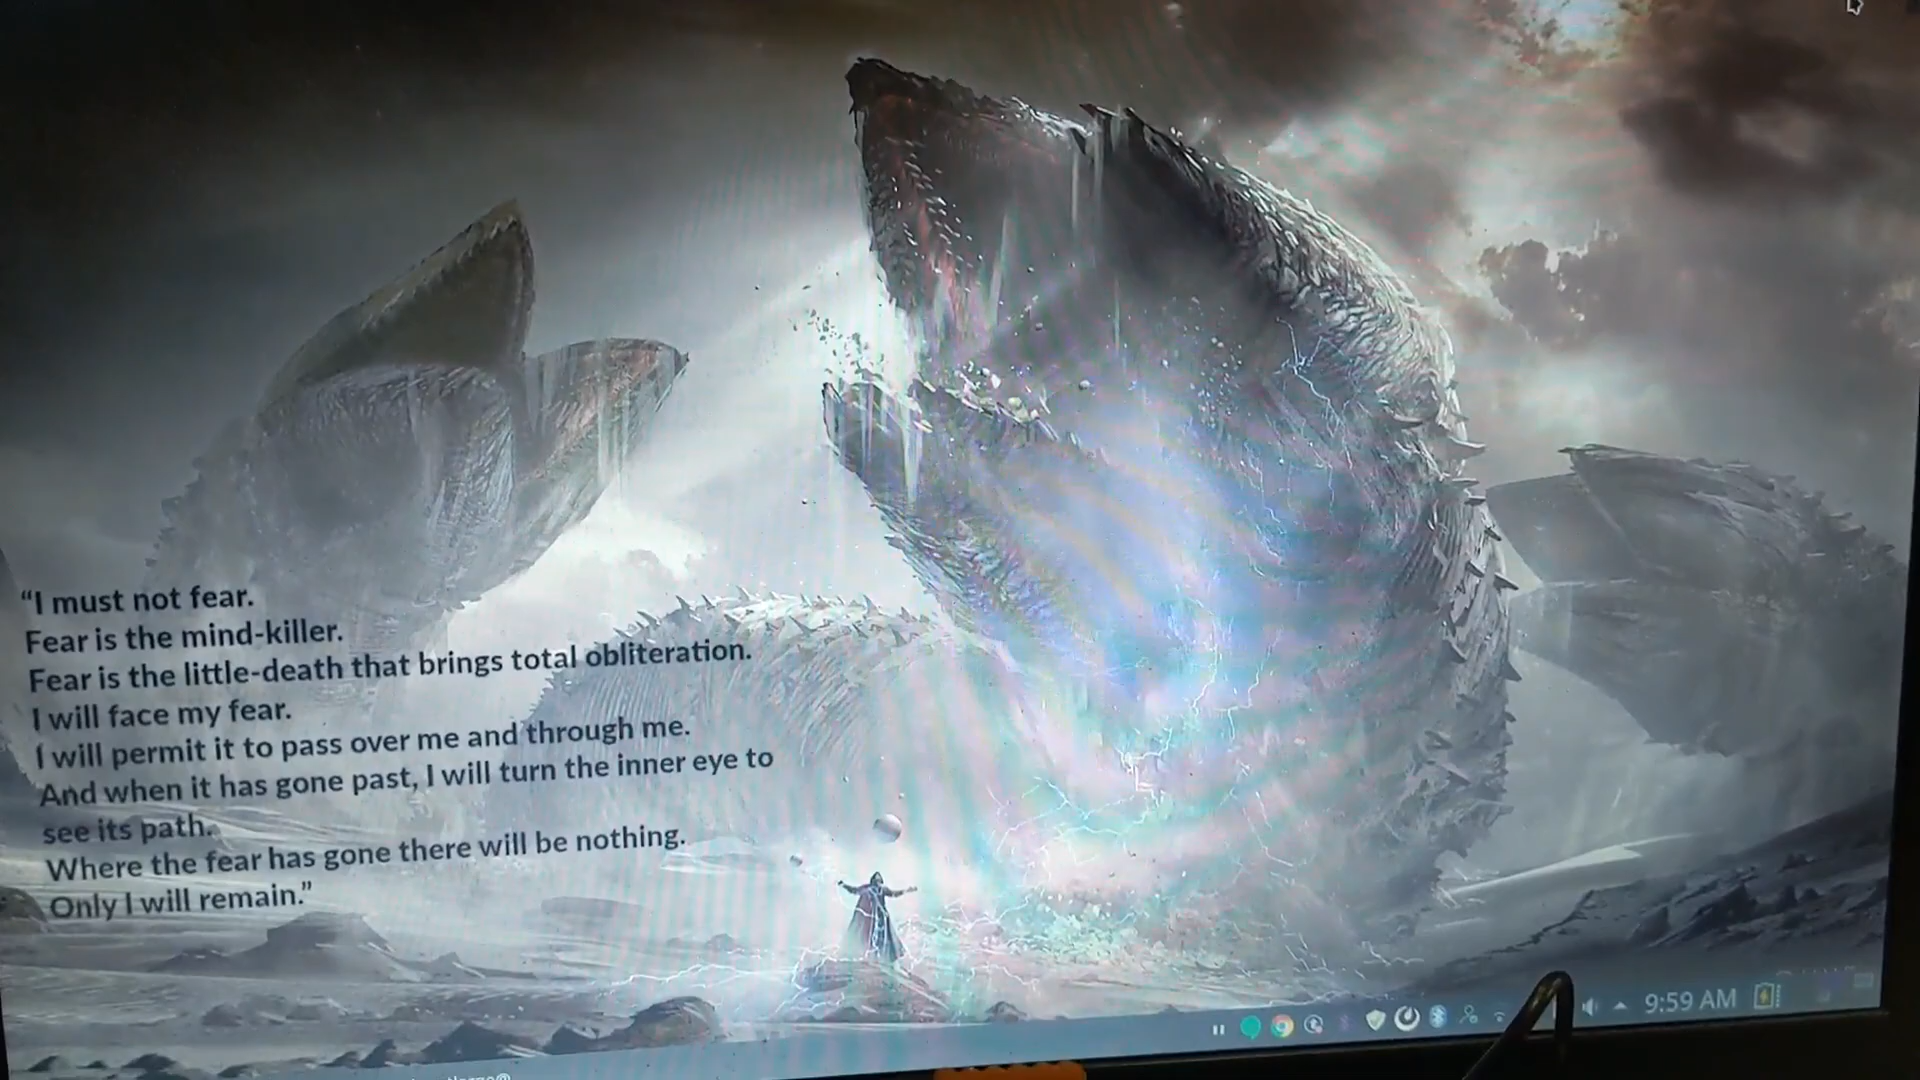 “I must not fear.
Fear is the mind-killer.
Fear is the little-death that brings total obliteration.
I will face my fear.
I will permit it to pass over me and through me.
And when it has gone past, I will turn the inner eye to
see its path.
Where the fear has gone there will be nothing.
Only I will remain.”
9:59 AM